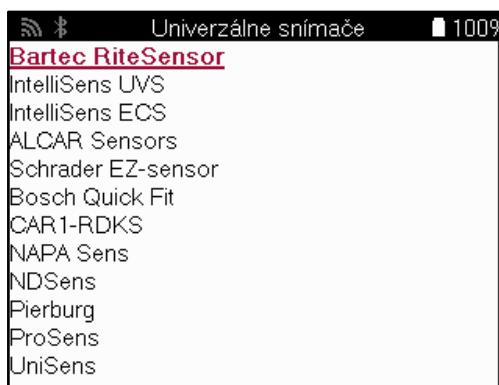 Univerzálne snímače 100%
Bartec RiteSensor
IntelliSens UVS
IntelliSens ECS
ALCAR Sensors
Schrader EZ-sensor
Bosch Quick Fit
CAR1-RDKS
NAPA Sens
NDSens
Pierburg
ProSens
UniSens